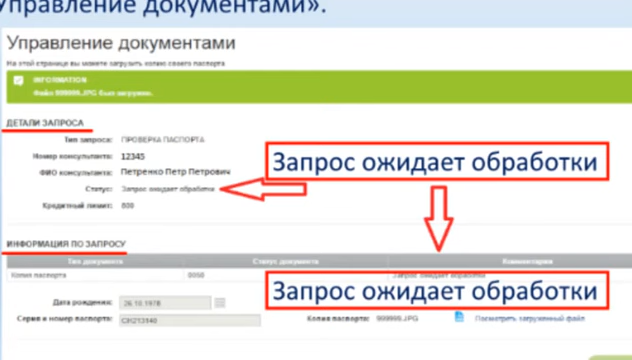 Управление документами».
Управление документами
На этой странице вы можете загрузить копию своего паспорта
INFORMATION
Файл 999999.JPG был загружен.
ДЕТАЛИ ЗАПРОСА
Тип запроса: ПРОВЕРКА ПАСПОРТА
Номер консультанта: 12345
ФИО консультанта: Петренко Петр Петрович
Запрос ожидает обработки
Статус: Запрос ожидает обработки
Кредитный лимит: 600
ИНФОРМАЦИЯ ПО ЗАПРОСУ
Тип документа Статус документа Комментарии
Копия паспорта Запрос ожидает обработки
Запрос ожидает обработки
Дата рождения: 26.10.1978
Серия и номер паспорта: Копия паспорта: 999999.JPG Посмотреть загруженный файл